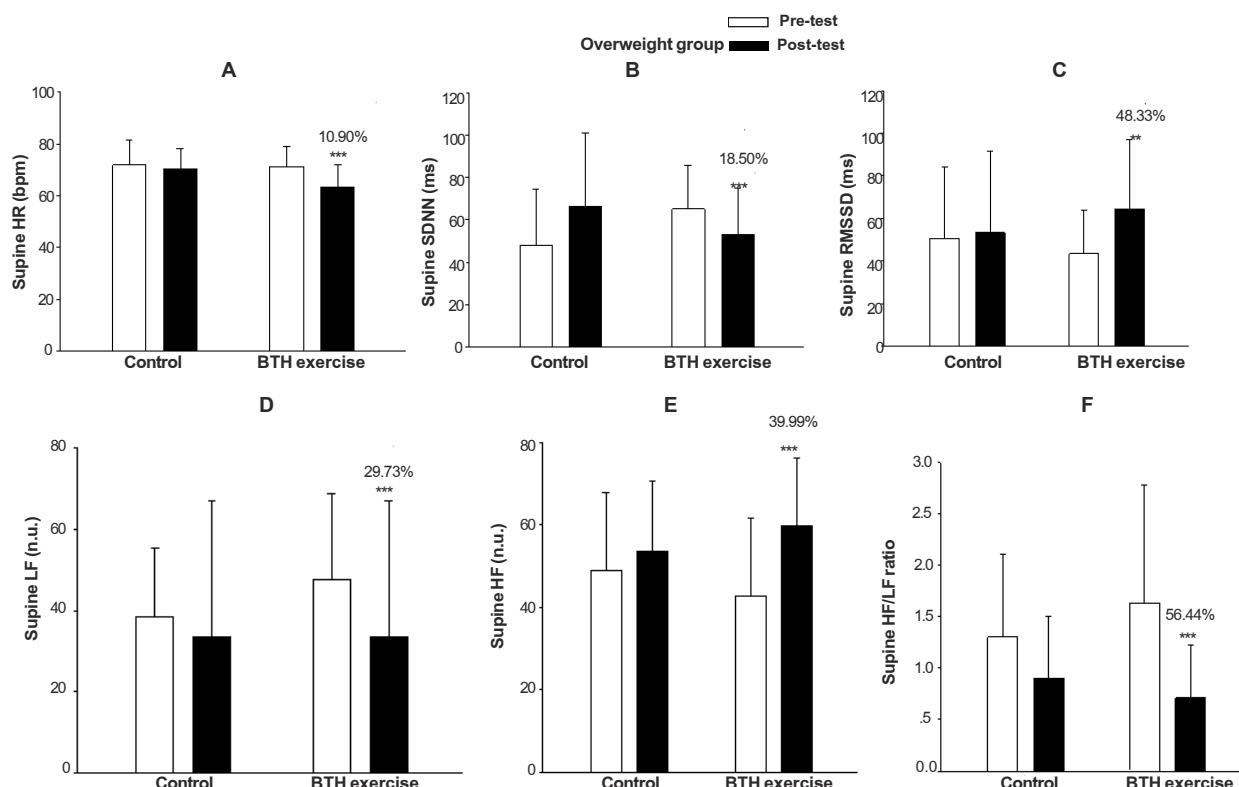 Pre-test
Overweight group Post-test
A
Supine HR (bpm)
100
80
60
40
20
0
10.90%
***
Control BTH exercise
B
Supine SDNN (ms)
120
100
80
60
40
20
0
18.50%
***
Control BTH exercise
C
Supine RMSSD (ms)
120
100
80
60
40
20
0
48.33%
**
Control BTH exercise
D
Supine LF (n.u.)
80
60
40
20
0
29.73%
***
Control BTH exercise
E
Supine HF (n.u.)
80
60
40
20
0
39.99%
***
Control BTH exercise
F
Supine HF/LF ratio
3.0
2.5
2.0
1.5
1.0
.5
0.0
56.44%
***
Control BTH exercise